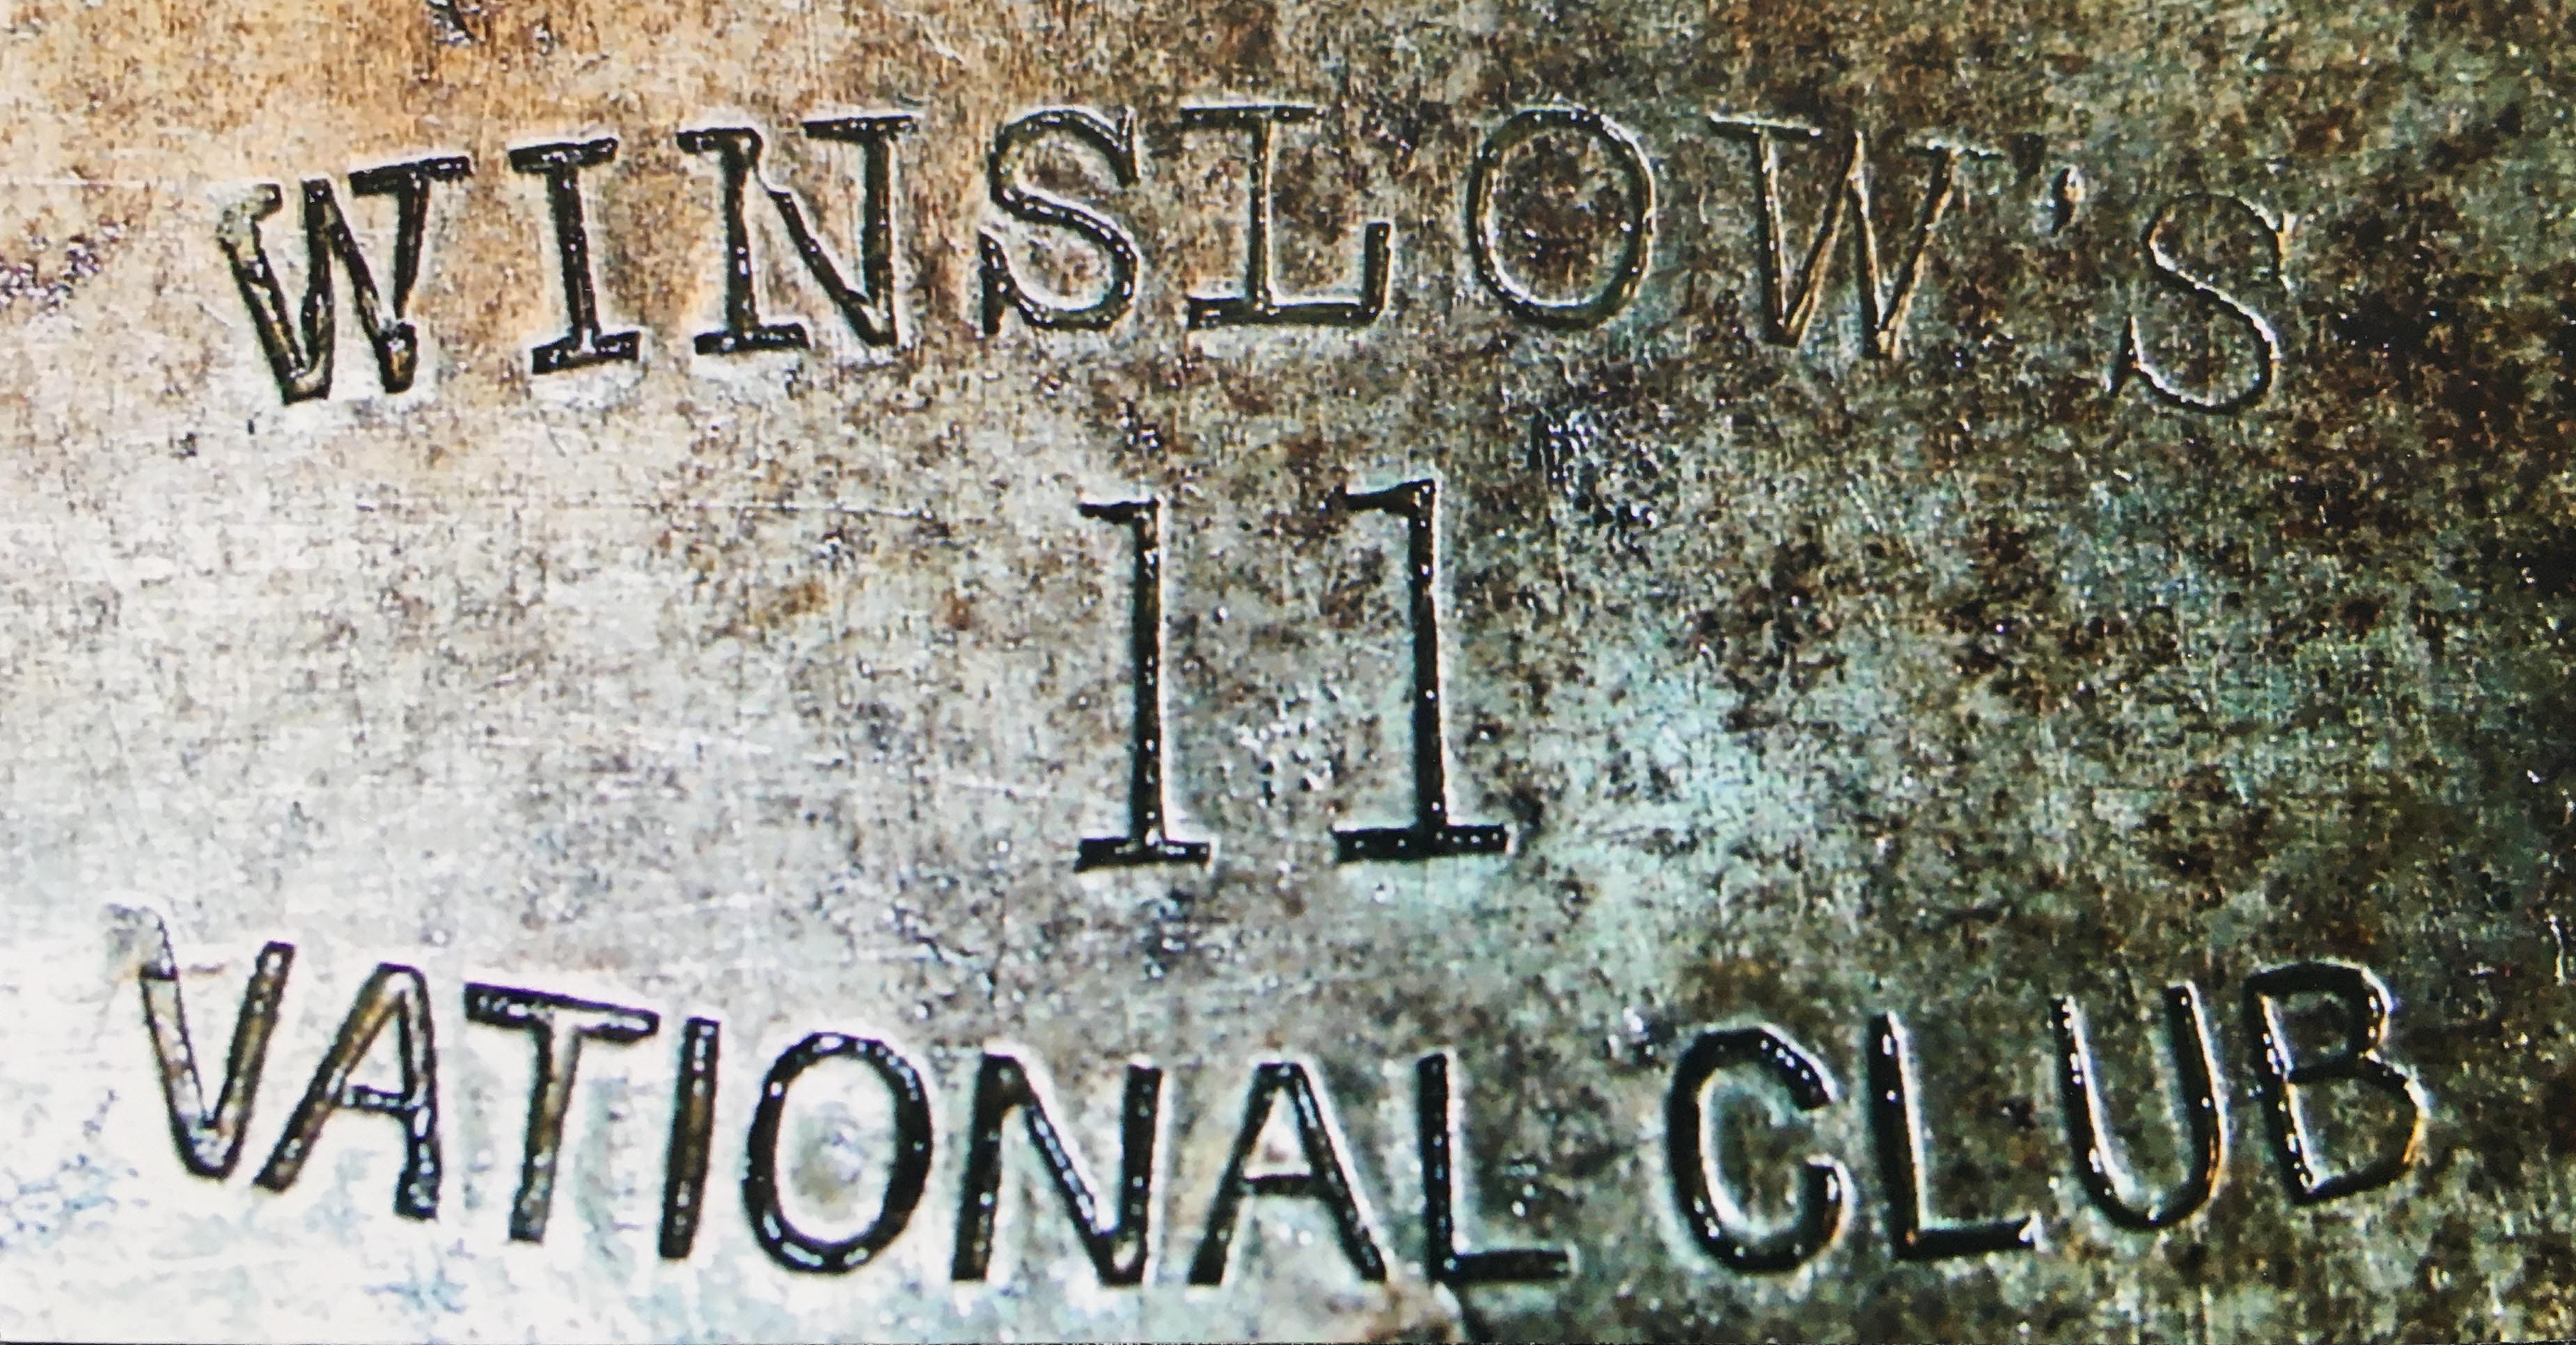 WINSLOW'S
11
VATIONAL CLUB